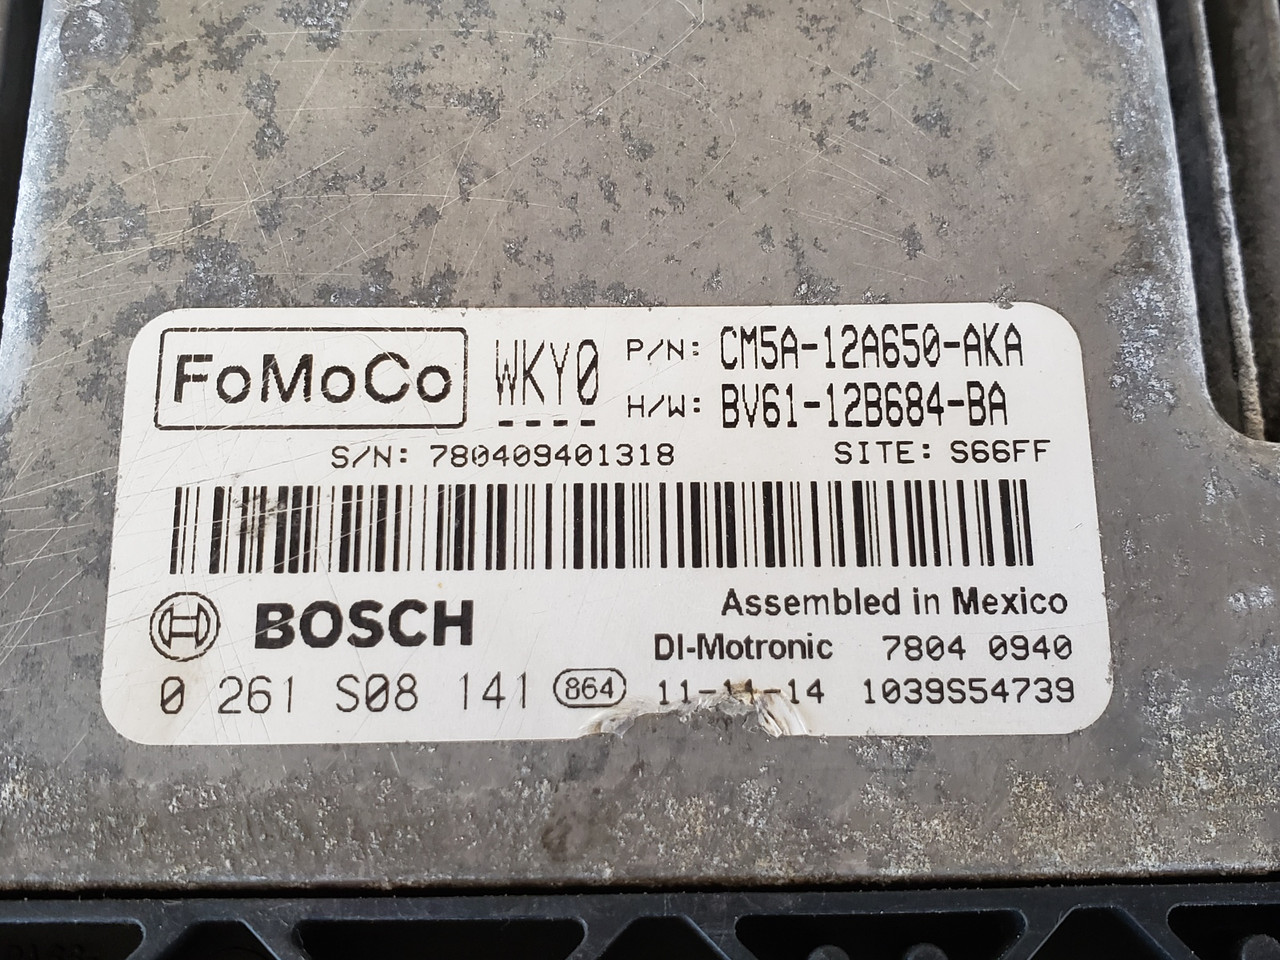 FoMoCo WKY0 P/N: CM5A-12A650-AKA
H/W: BV61-12B684-BA
S/N: 780409401318 SITE: S66FF
BOSCH Assembled in Mexico
DI-Motronic 7804 0940
0 261 S08 141 864 11-11-14 1039S54739